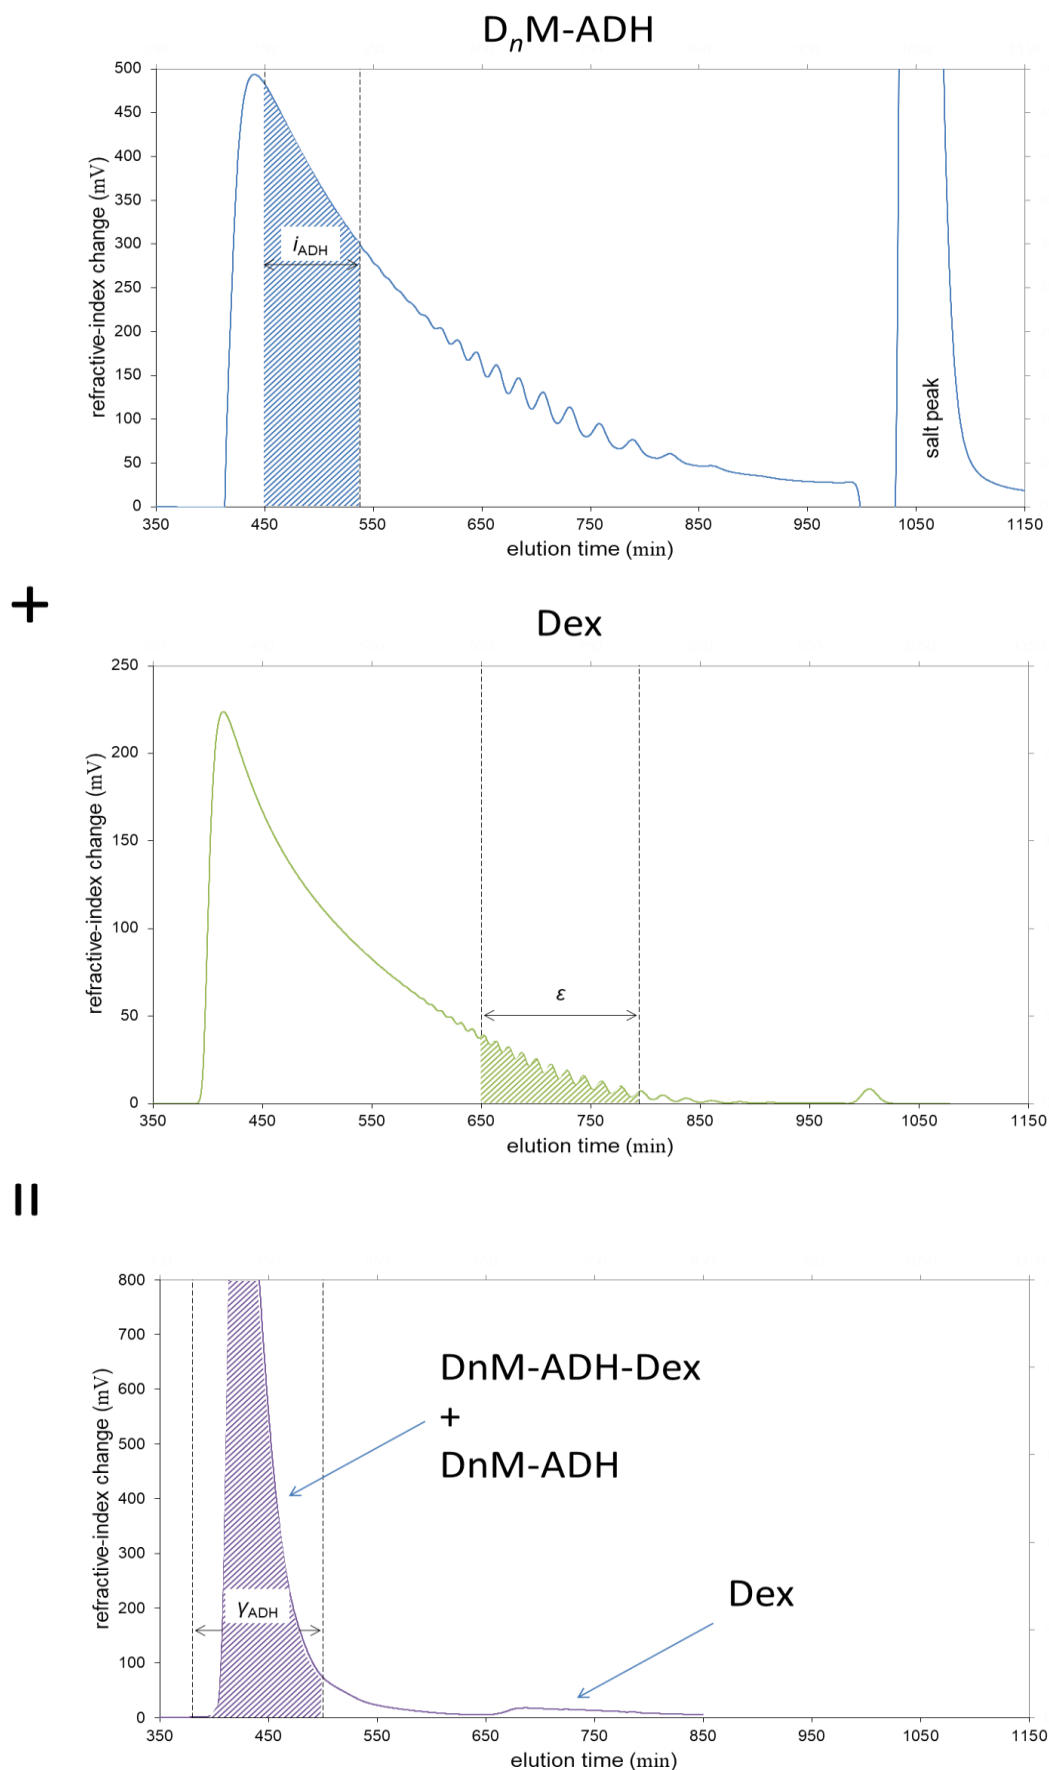 DnM-ADH
500
450
400
350
300
250
200
150
100
50
0
refractive-index change (mV)
iADH
salt peak
350 450 550 650 750 850 950 1050 1150
elution time (min)
+
Dex
250
200
150
100
50
0
refractive-index change (mV)
ε
350 450 550 650 750 850 950 1050 1150
elution time (min)
=
800
700
600
500
400
300
200
100
0
refractive-index change (mV)
DnM-ADH-Dex
+
DnM-ADH
γADH
Dex
350 450 550 650 750 850 950 1050 1150
elution time (min)